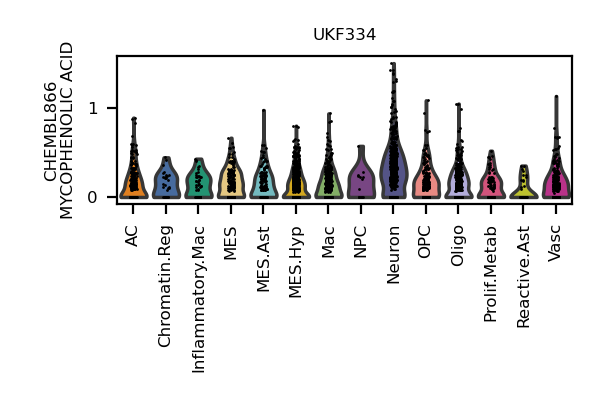 UKF334
CHEMBL866
MYCOPHENOLIC ACID
1
0
AC
Chromatin.Reg
Inflammatory.Mac
MES
MES.Ast
MES.Hyp
Mac
NPC
Neuron
OPC
Oligo
Prolif.Metab
Reactive.Ast
Vasc